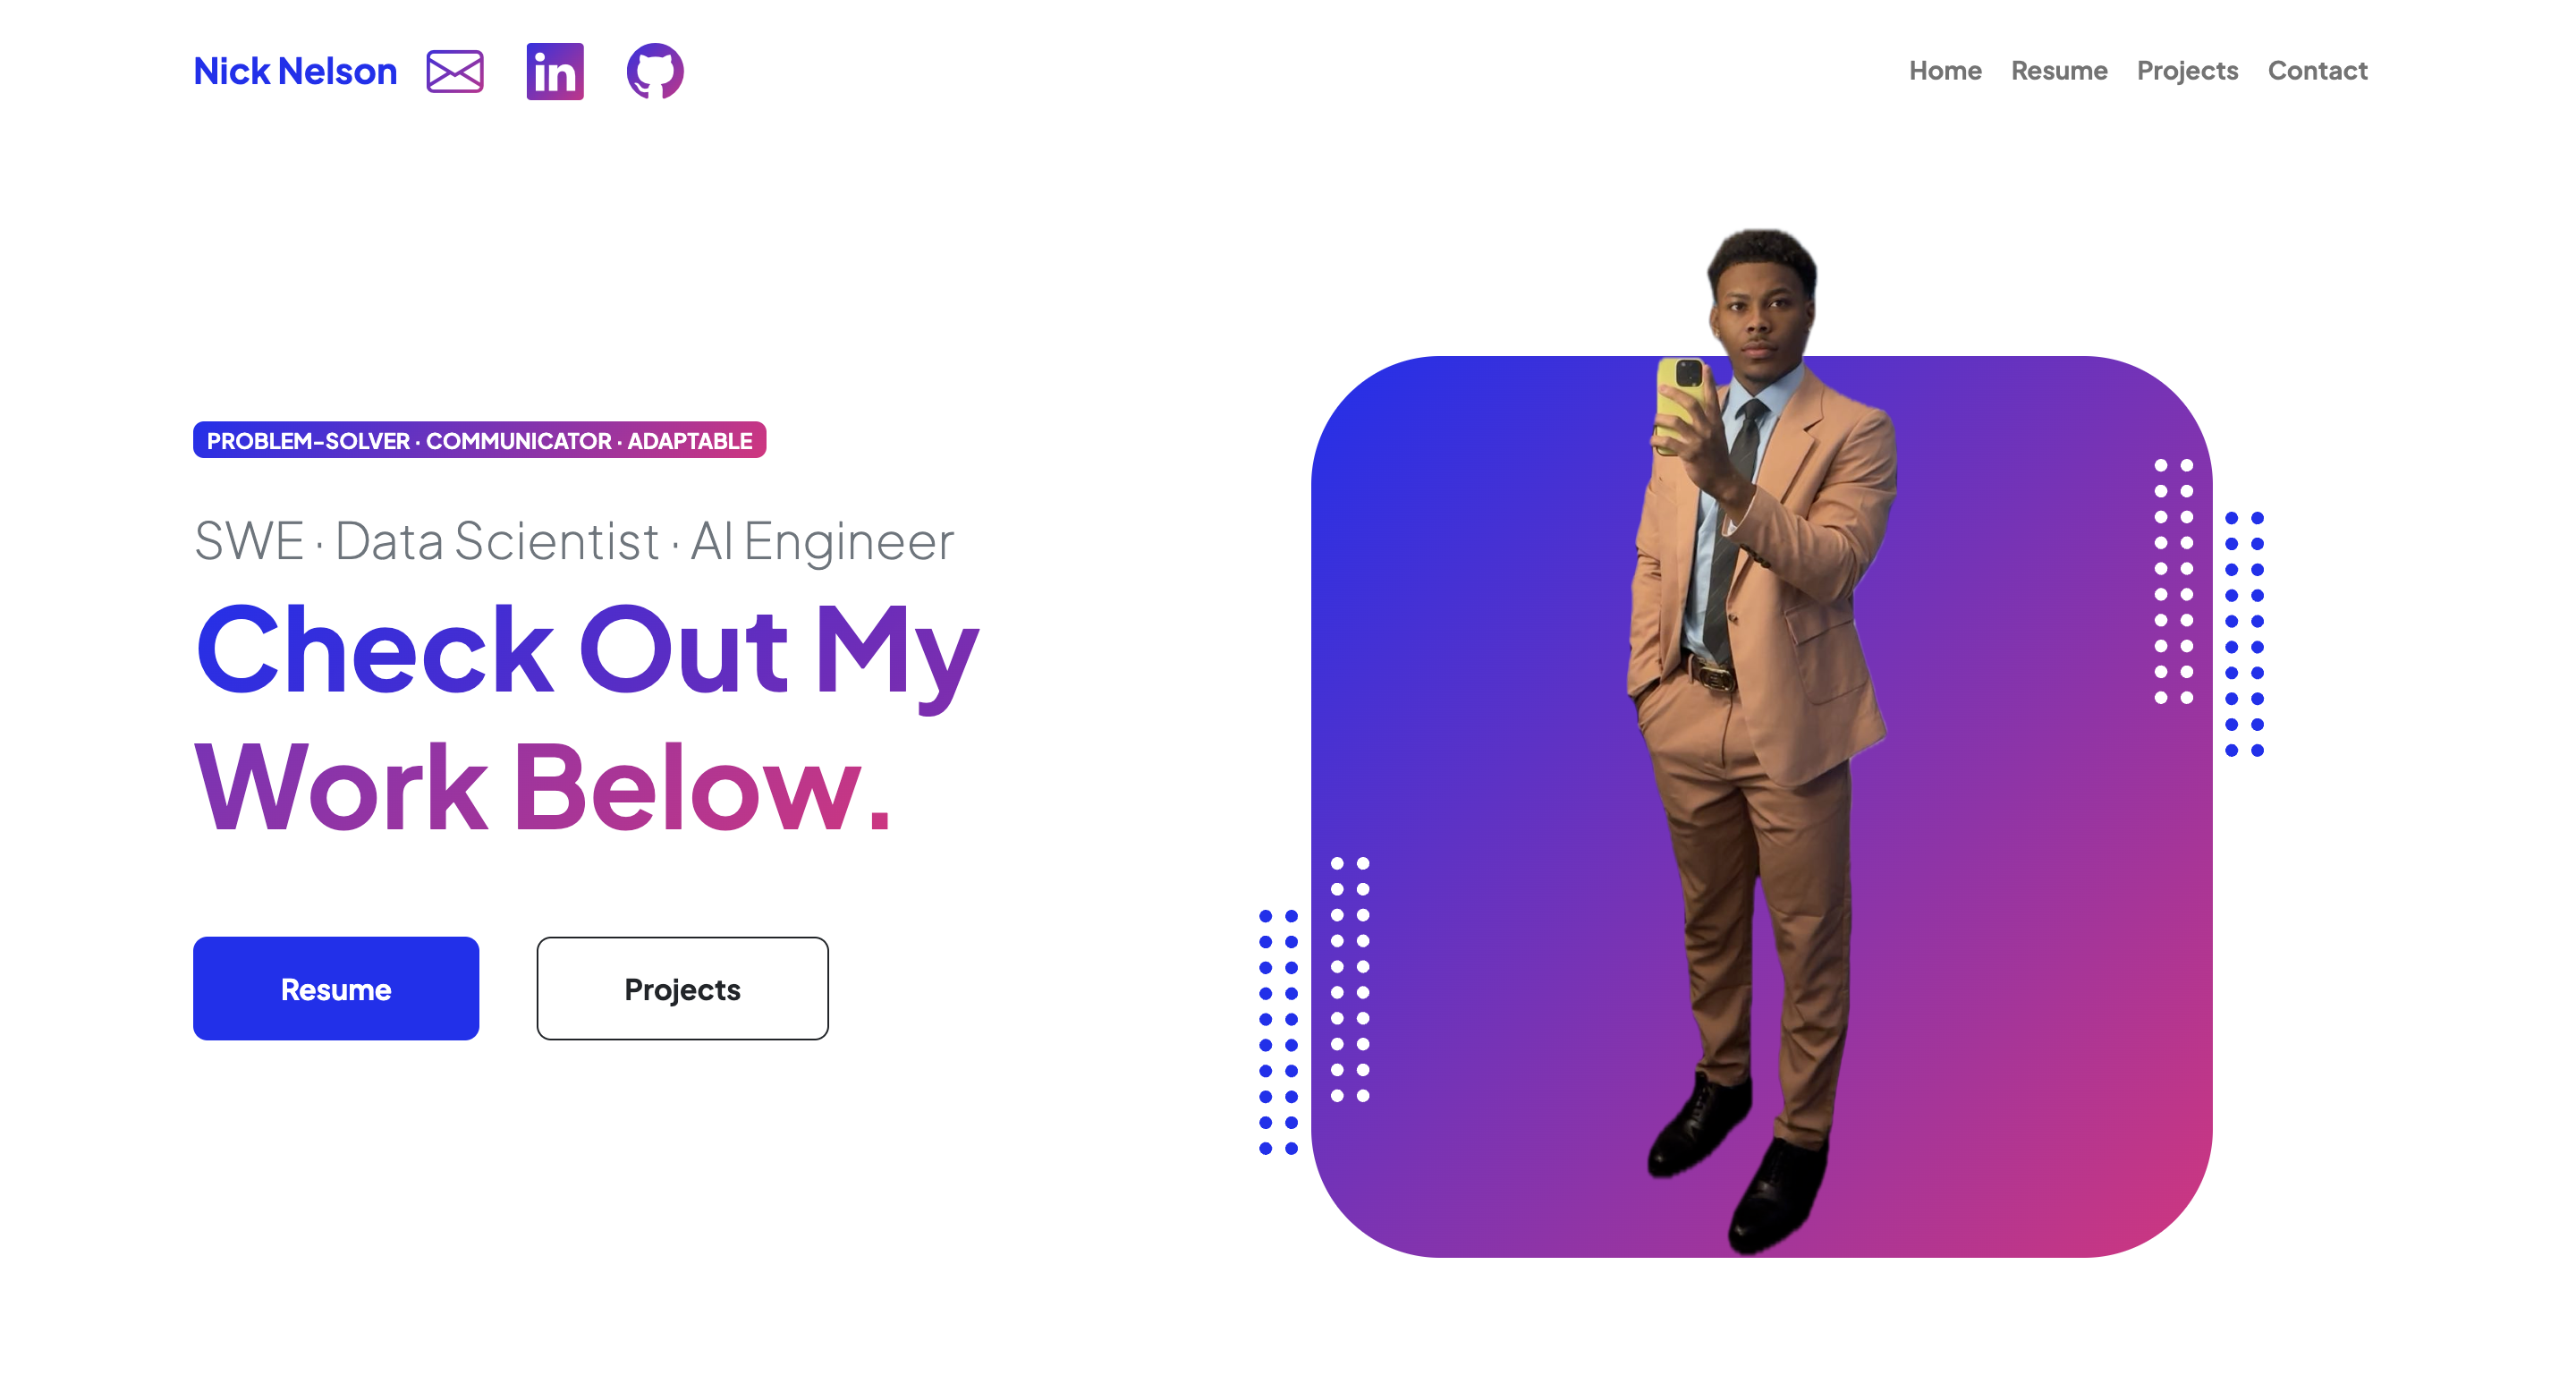 Nick Nelson
in
Home Resume Projects Contact
PROBLEM-SOLVER · COMMUNICATOR · ADAPTABLE
SWE · Data Scientist · AI Engineer
Check Out My
Work Below.
Resume Projects